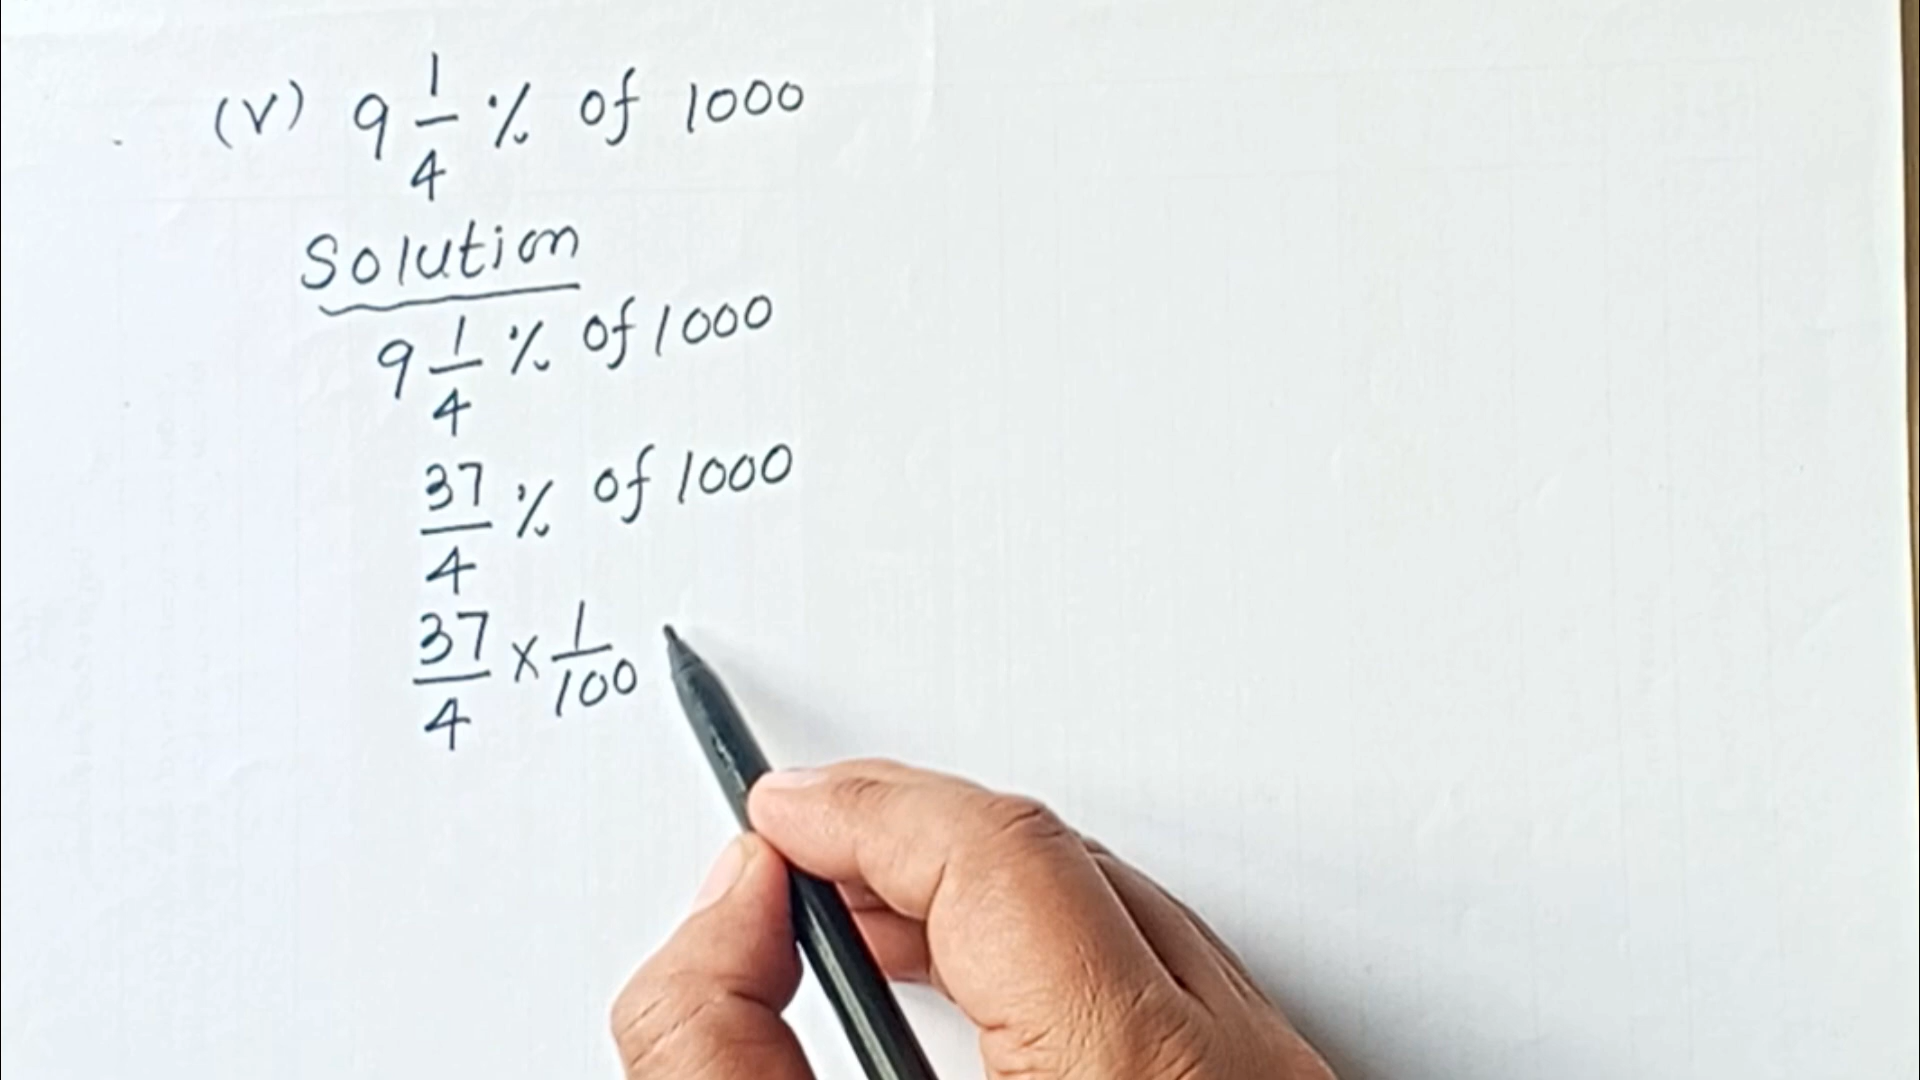 (V) 9 1/4 % of 1000
Solution
9 1/4 % of 1000
37/4 % of 1000
37/4 × 1/100